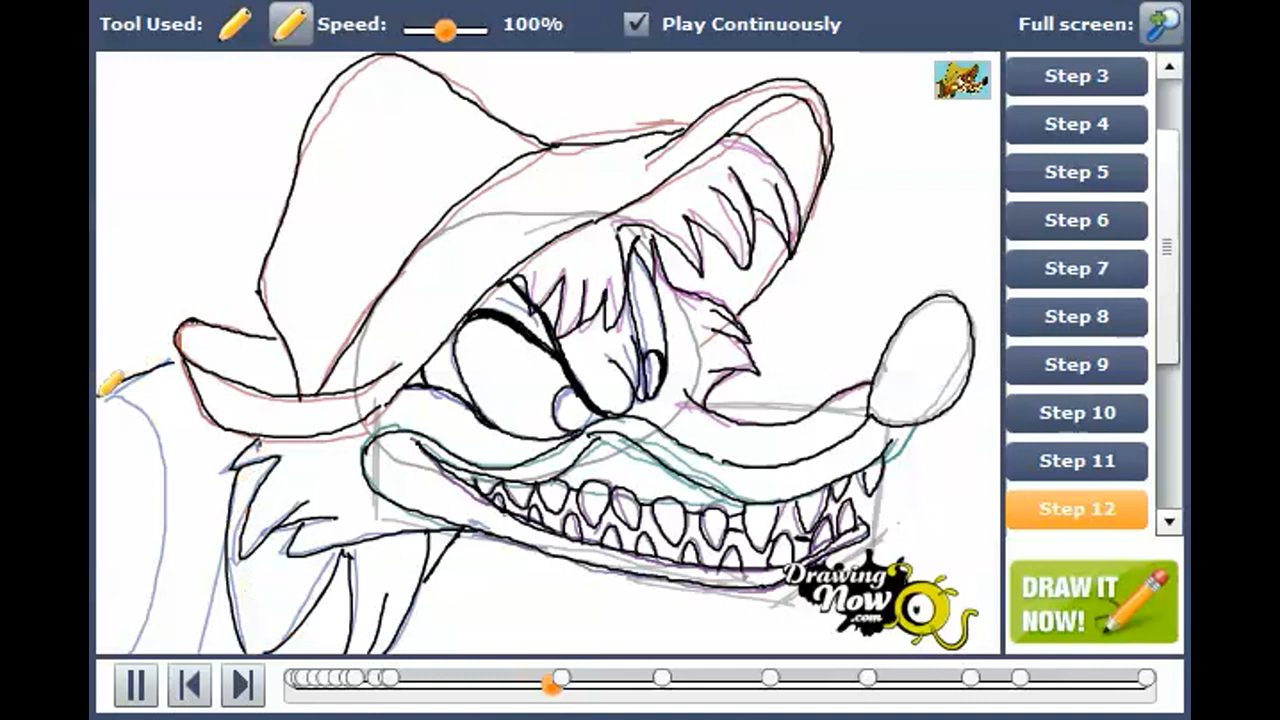 Tool Used:
Speed:
100%
Play Continuously
Full screen:
Step 3
Step 4
Step 5
Step 6
Step 7
Step 8
Step 9
Step 10
Step 11
Step 12
DRAW IT
NOW!
Drawing
Now
.com